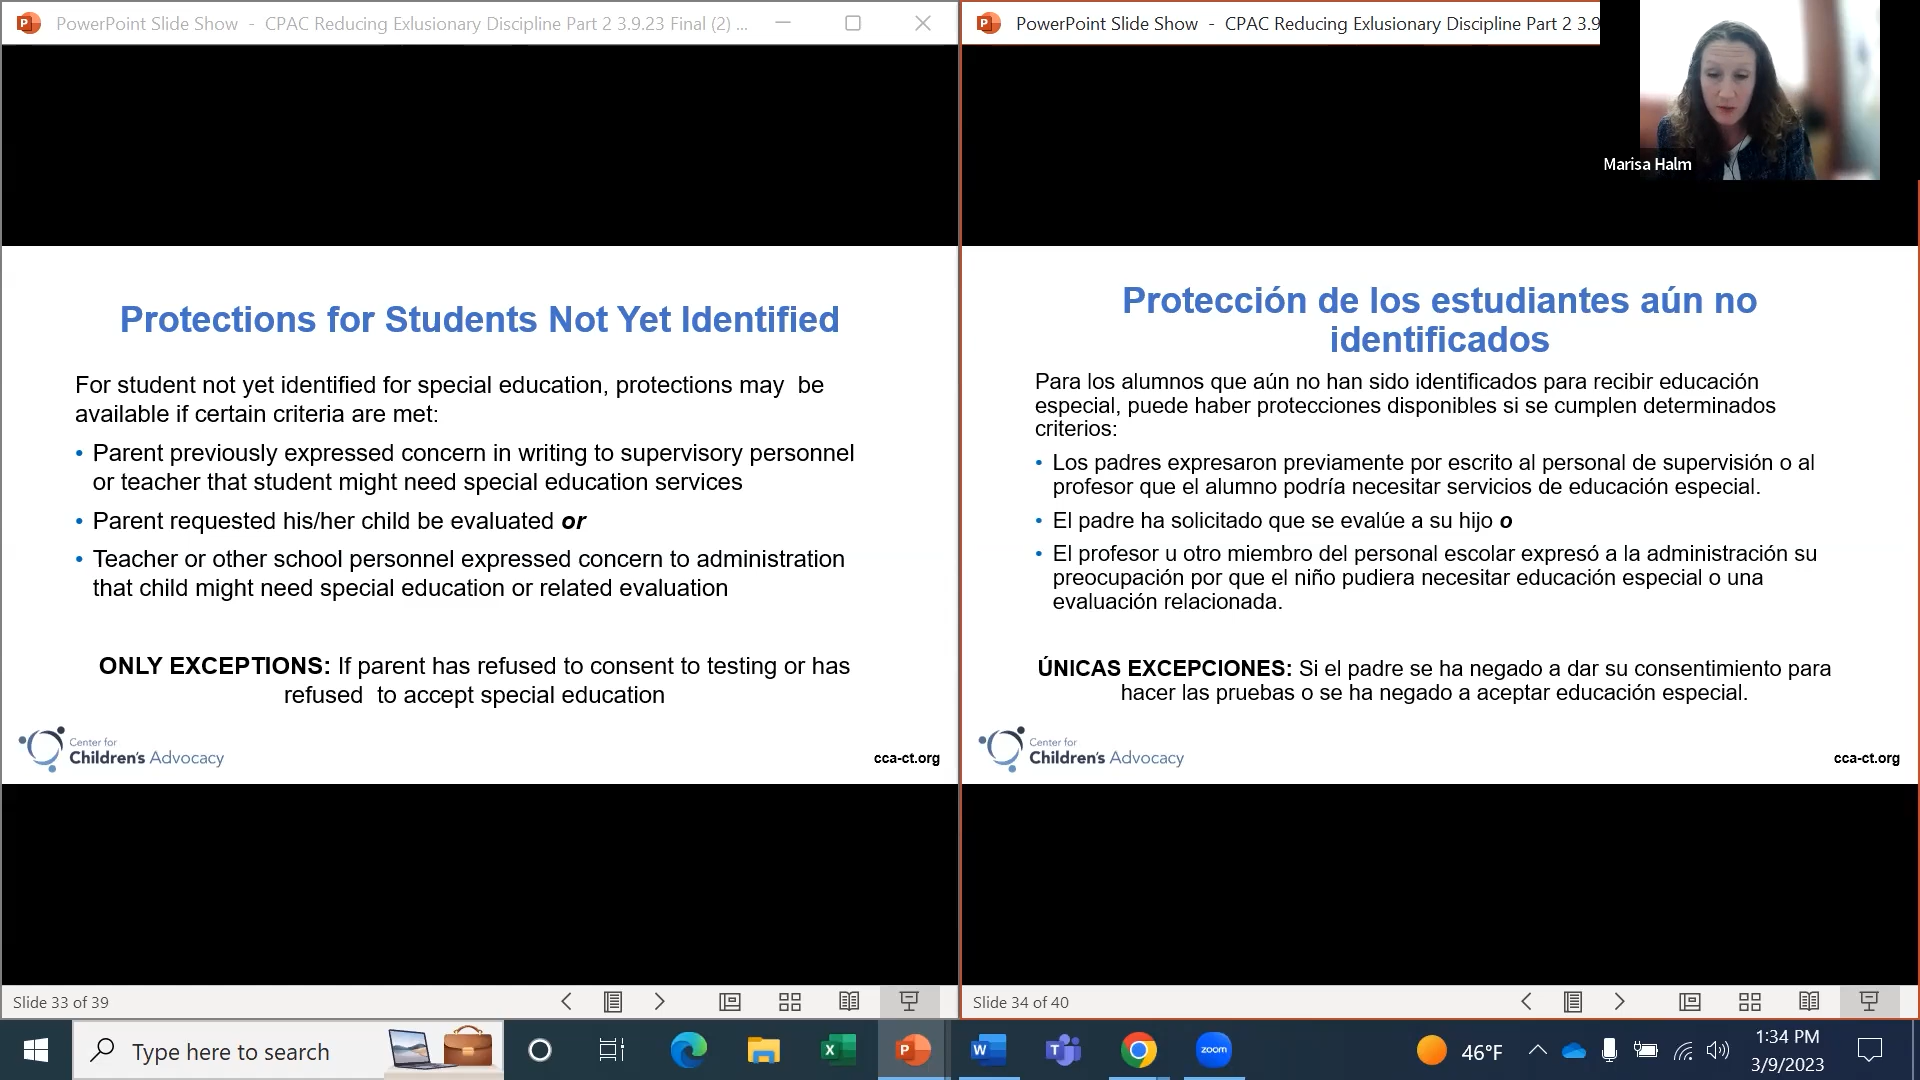 PowerPoint Slide Show - CPAC Reducing Exlusionary Discipline Part 2 3.9.23 Final (2) ...
Protections for Students Not Yet Identified
For student not yet identified for special education, protections may be
available if certain criteria are met:
• Parent previously expressed concern in writing to supervisory personnel
or teacher that student might need special education services
• Parent requested his/her child be evaluated or
• Teacher or other school personnel expressed concern to administration
that child might need special education or related evaluation
ONLY EXCEPTIONS: If parent has refused to consent to testing or has
refused to accept special education
Center for
Children's Advocacy
cca-ct.org
Slide 33 of 39
PowerPoint Slide Show - CPAC Reducing Exlusionary Discipline Part 2 3.9
Marisa Halm
Protección de los estudiantes aún no
identificados
Para los alumnos que aún no han sido identificados para recibir educación
especial, puede haber protecciones disponibles si se cumplen determinados
criterios:
• Los padres expresaron previamente por escrito al personal de supervisión o al
profesor que el alumno podría necesitar servicios de educación especial.
• El padre ha solicitado que se evalúe a su hijo o
• El profesor u otro miembro del personal escolar expresó a la administración su
preocupación por que el niño pudiera necesitar educación especial o una
evaluación relacionada.
ÚNICAS EXCEPCIONES: Si el padre se ha negado a dar su consentimiento para
hacer las pruebas o se ha negado a aceptar educación especial.
Center for
Children's Advocacy
cca-ct.org
Slide 34 of 40
Type here to search
zoom
46°F
1:34 PM
3/9/2023